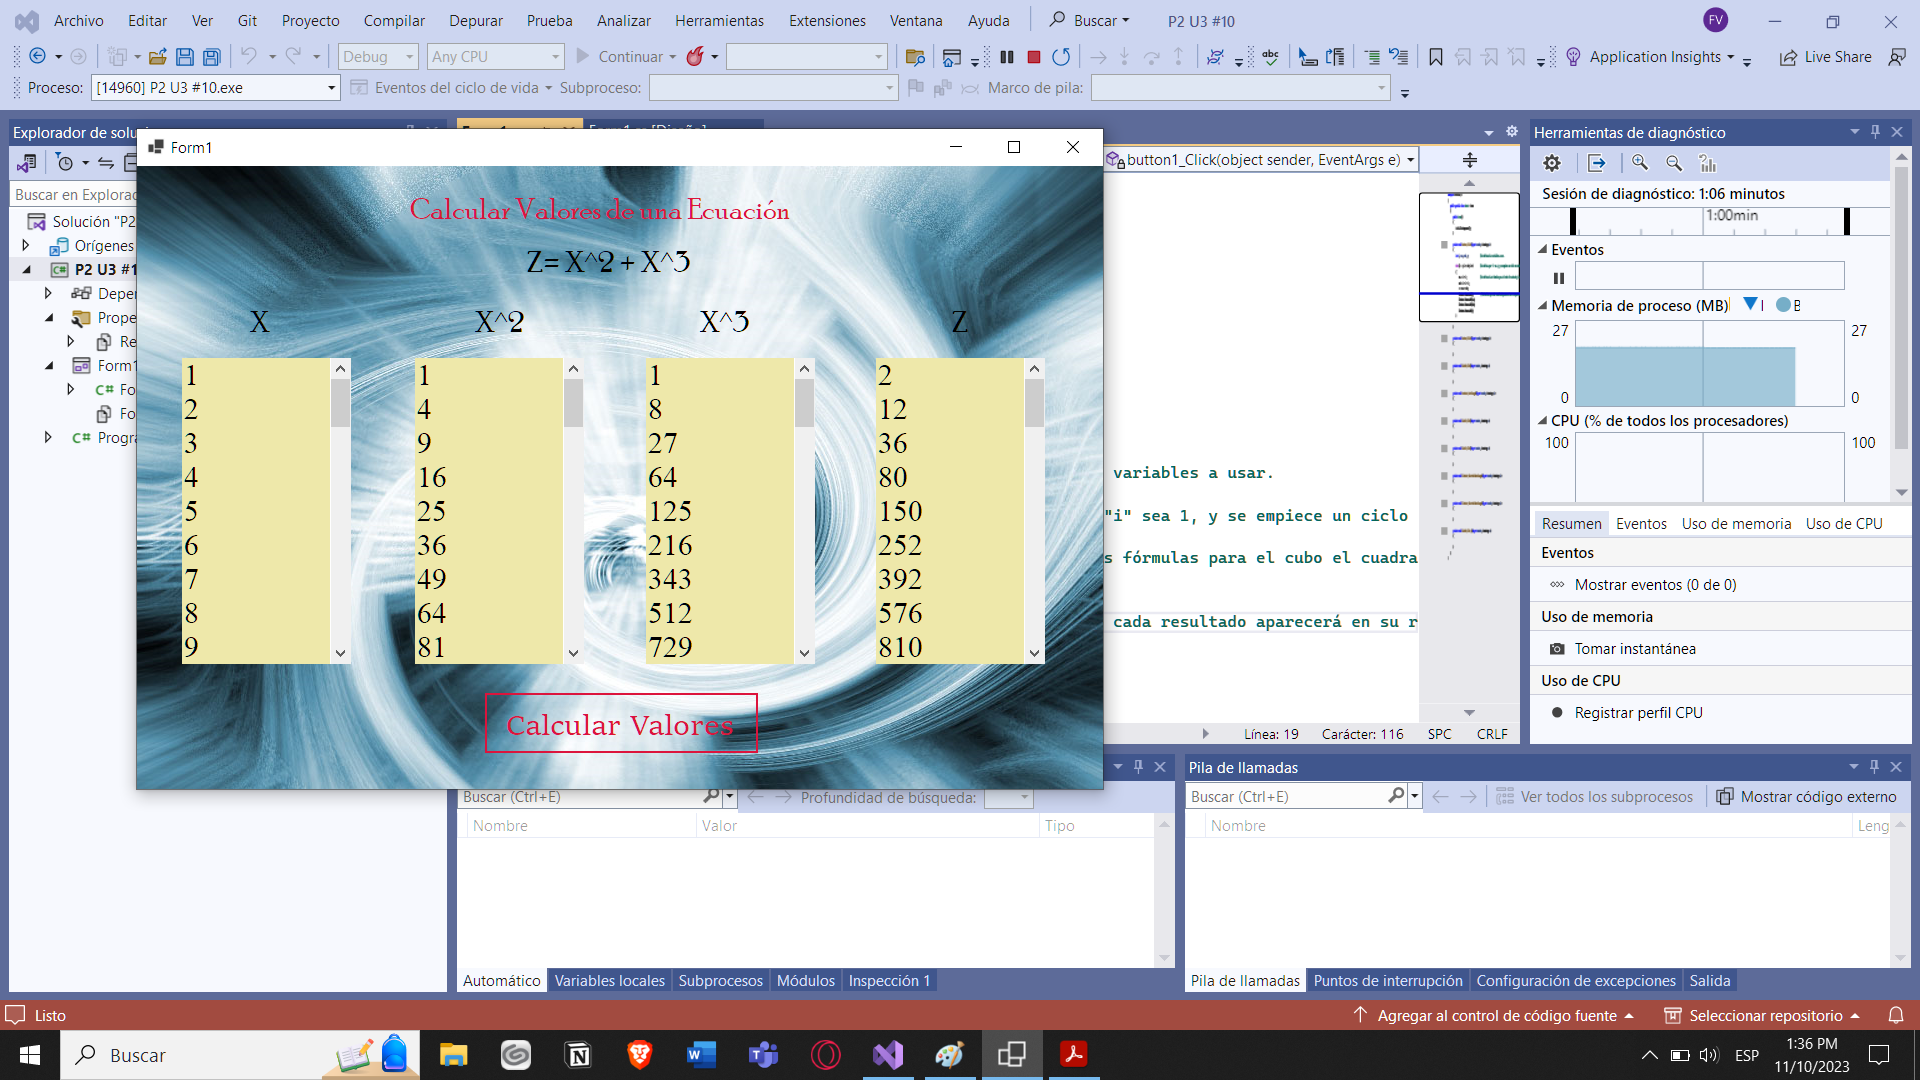 Archivo Editar Ver Git Proyecto Compilar Depurar Prueba Analizar Herramientas Extensiones Ventana Ayuda Buscar P2 U3 #10 FV
Debug Any CPU Continuar Application Insights Live Share
Proceso: [14960] P2 U3 #10.exe Eventos del ciclo de vida Subproceso: Marco de pila:
Explorador de
Buscar en Explorac
Solución "P2
Orígenes
P2 U3 #1
Deper
Prope
Re
Form1
C# Fo
Fo
C# Progra
Form1
Calcular Valores de una Ecuación
Z= X^2 + X^3
X X^2 X^3 Z
1 1 1 2
2 4 8 12
3 9 27 36
4 16 64 80
5 25 125 150
6 36 216 252
7 49 343 392
8 64 512 576
9 81 729 810
Calcular Valores
button1_Click(object sender, EventArgs e)
variables a usar.
"i" sea 1, y se empiece un ciclo
s fórmulas para el cubo el cuadra
cada resultado aparecerá en su r
Línea: 19 Carácter: 116 SPC CRLF
Herramientas de diagnóstico
Sesión de diagnóstico: 1:06 minutos
1:00min
Eventos
Memoria de proceso (MB)
27 27
0 0
CPU (% de todos los procesadores)
100 100
Resumen Eventos Uso de memoria Uso de CPU
Eventos
Mostrar eventos (0 de 0)
Uso de memoria
Tomar instantánea
Uso de CPU
Registrar perfil CPU
Buscar (Ctrl+E) Profundidad de búsqueda:
Nombre Valor Tipo
Automático Variables locales Subprocesos Módulos Inspección 1
Pila de llamadas
Buscar (Ctrl+E) Ver todos los subprocesos Mostrar código externo
Nombre Leng
Pila de llamadas Puntos de interrupción Configuración de excepciones Salida
Listo Agregar al control de código fuente Seleccionar repositorio
Buscar
ESP
1:36 PM
11/10/2023